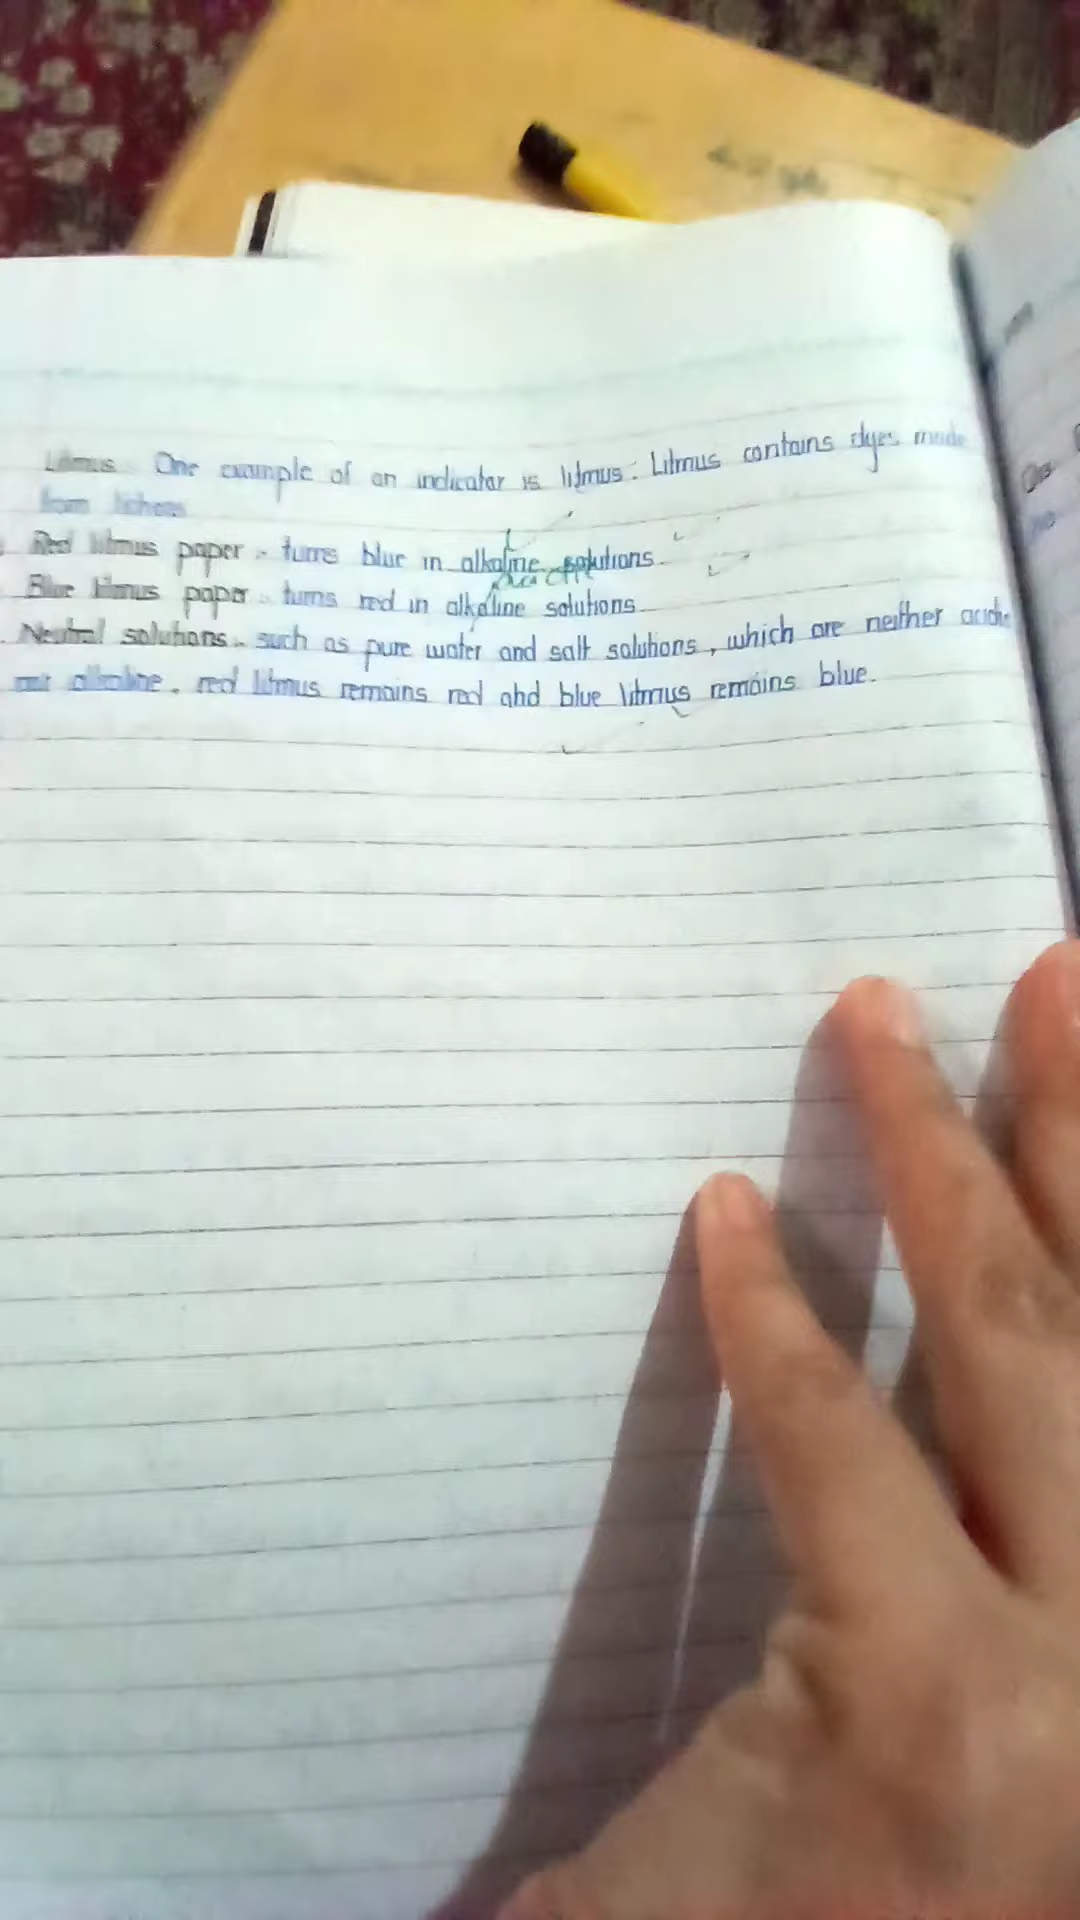 Litmus One example of an indicator is litmus. Litmus contains dyes made
from lichens
Red litmus paper - turns blue in alkaline solutions
acidic
Blue litmus paper - turns red in alkaline solutions
Neutral solutions - such as pure water and salt solutions, which are neither acidic
nor alkaline, red litmus remains red and blue litmus remains blue.